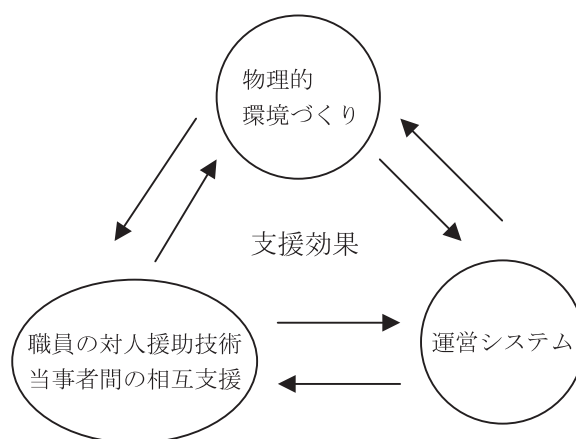 物理的
環境づくり
支援効果
職員の対人援助技術
当事者間の相互支援
運営システム